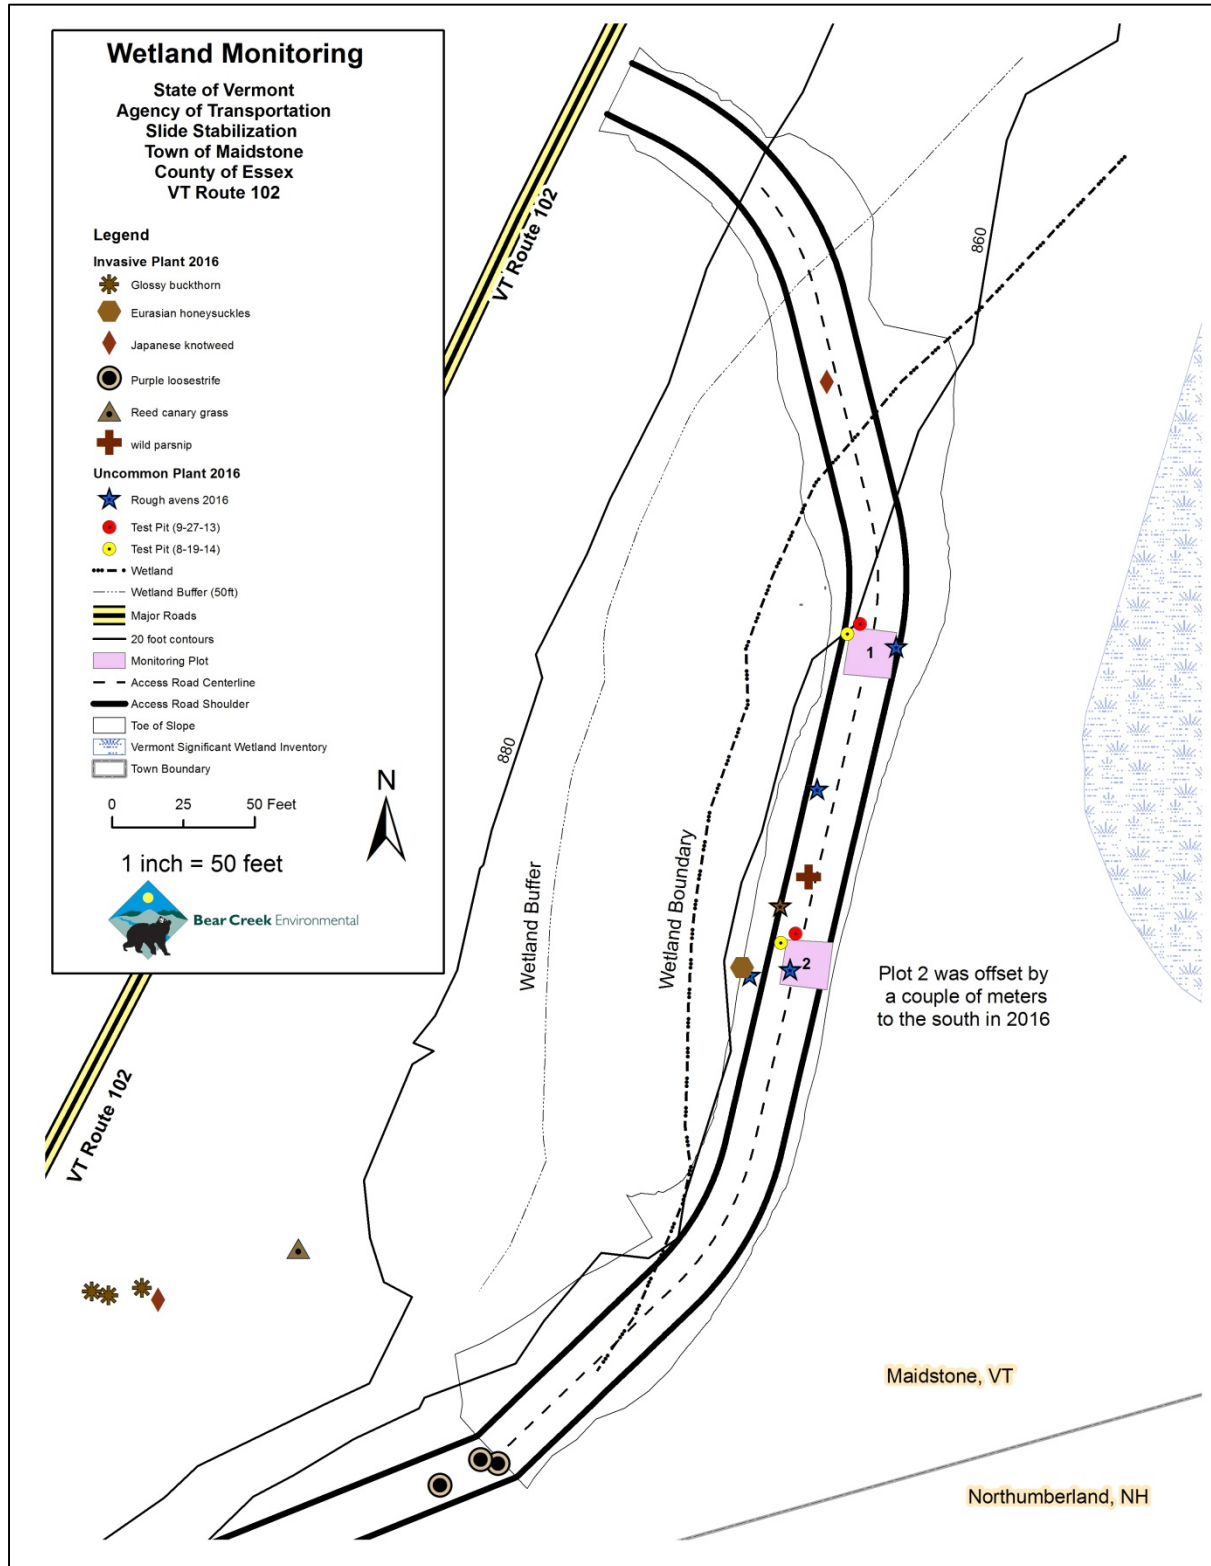 Wetland Monitoring
State of Vermont
Agency of Transportation
Slide Stabilization
Town of Maidstone
County of Essex
VT Route 102
Legend
Invasive Plant 2016
Glossy buckthorn
Eurasian honeysuckles
Japanese knotweed
Purple loosestrife
Reed canary grass
wild parsnip
Uncommon Plant 2016
Rough avens 2016
Test Pit (9-27-13)
Test Pit (8-19-14)
Wetland
Wetland Buffer (50ft)
Major Roads
20 foot contours
Monitoring Plot
Access Road Centerline
Access Road Shoulder
Toe of Slope
Vermont Significant Wetland Inventory
Town Boundary
0 25 50 Feet
N
1 inch = 50 feet
Bear Creek Environmental
VT Route 102
860
880
1
Wetland Buffer
Wetland Boundary
2
Plot 2 was offset by
a couple of meters
to the south in 2016
VT Route 102
Maidstone, VT
Northumberland, NH